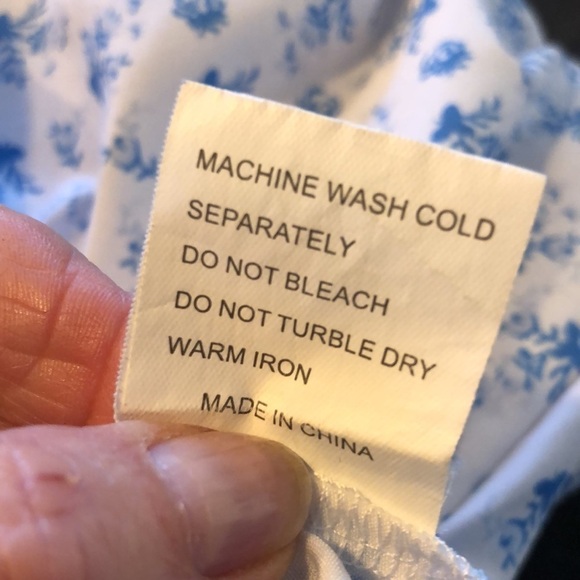 MACHINE WASH COLD
SEPARATELY
DO NOT BLEACH
DO NOT TURBLE DRY
WARM IRON
MADE IN CHINA